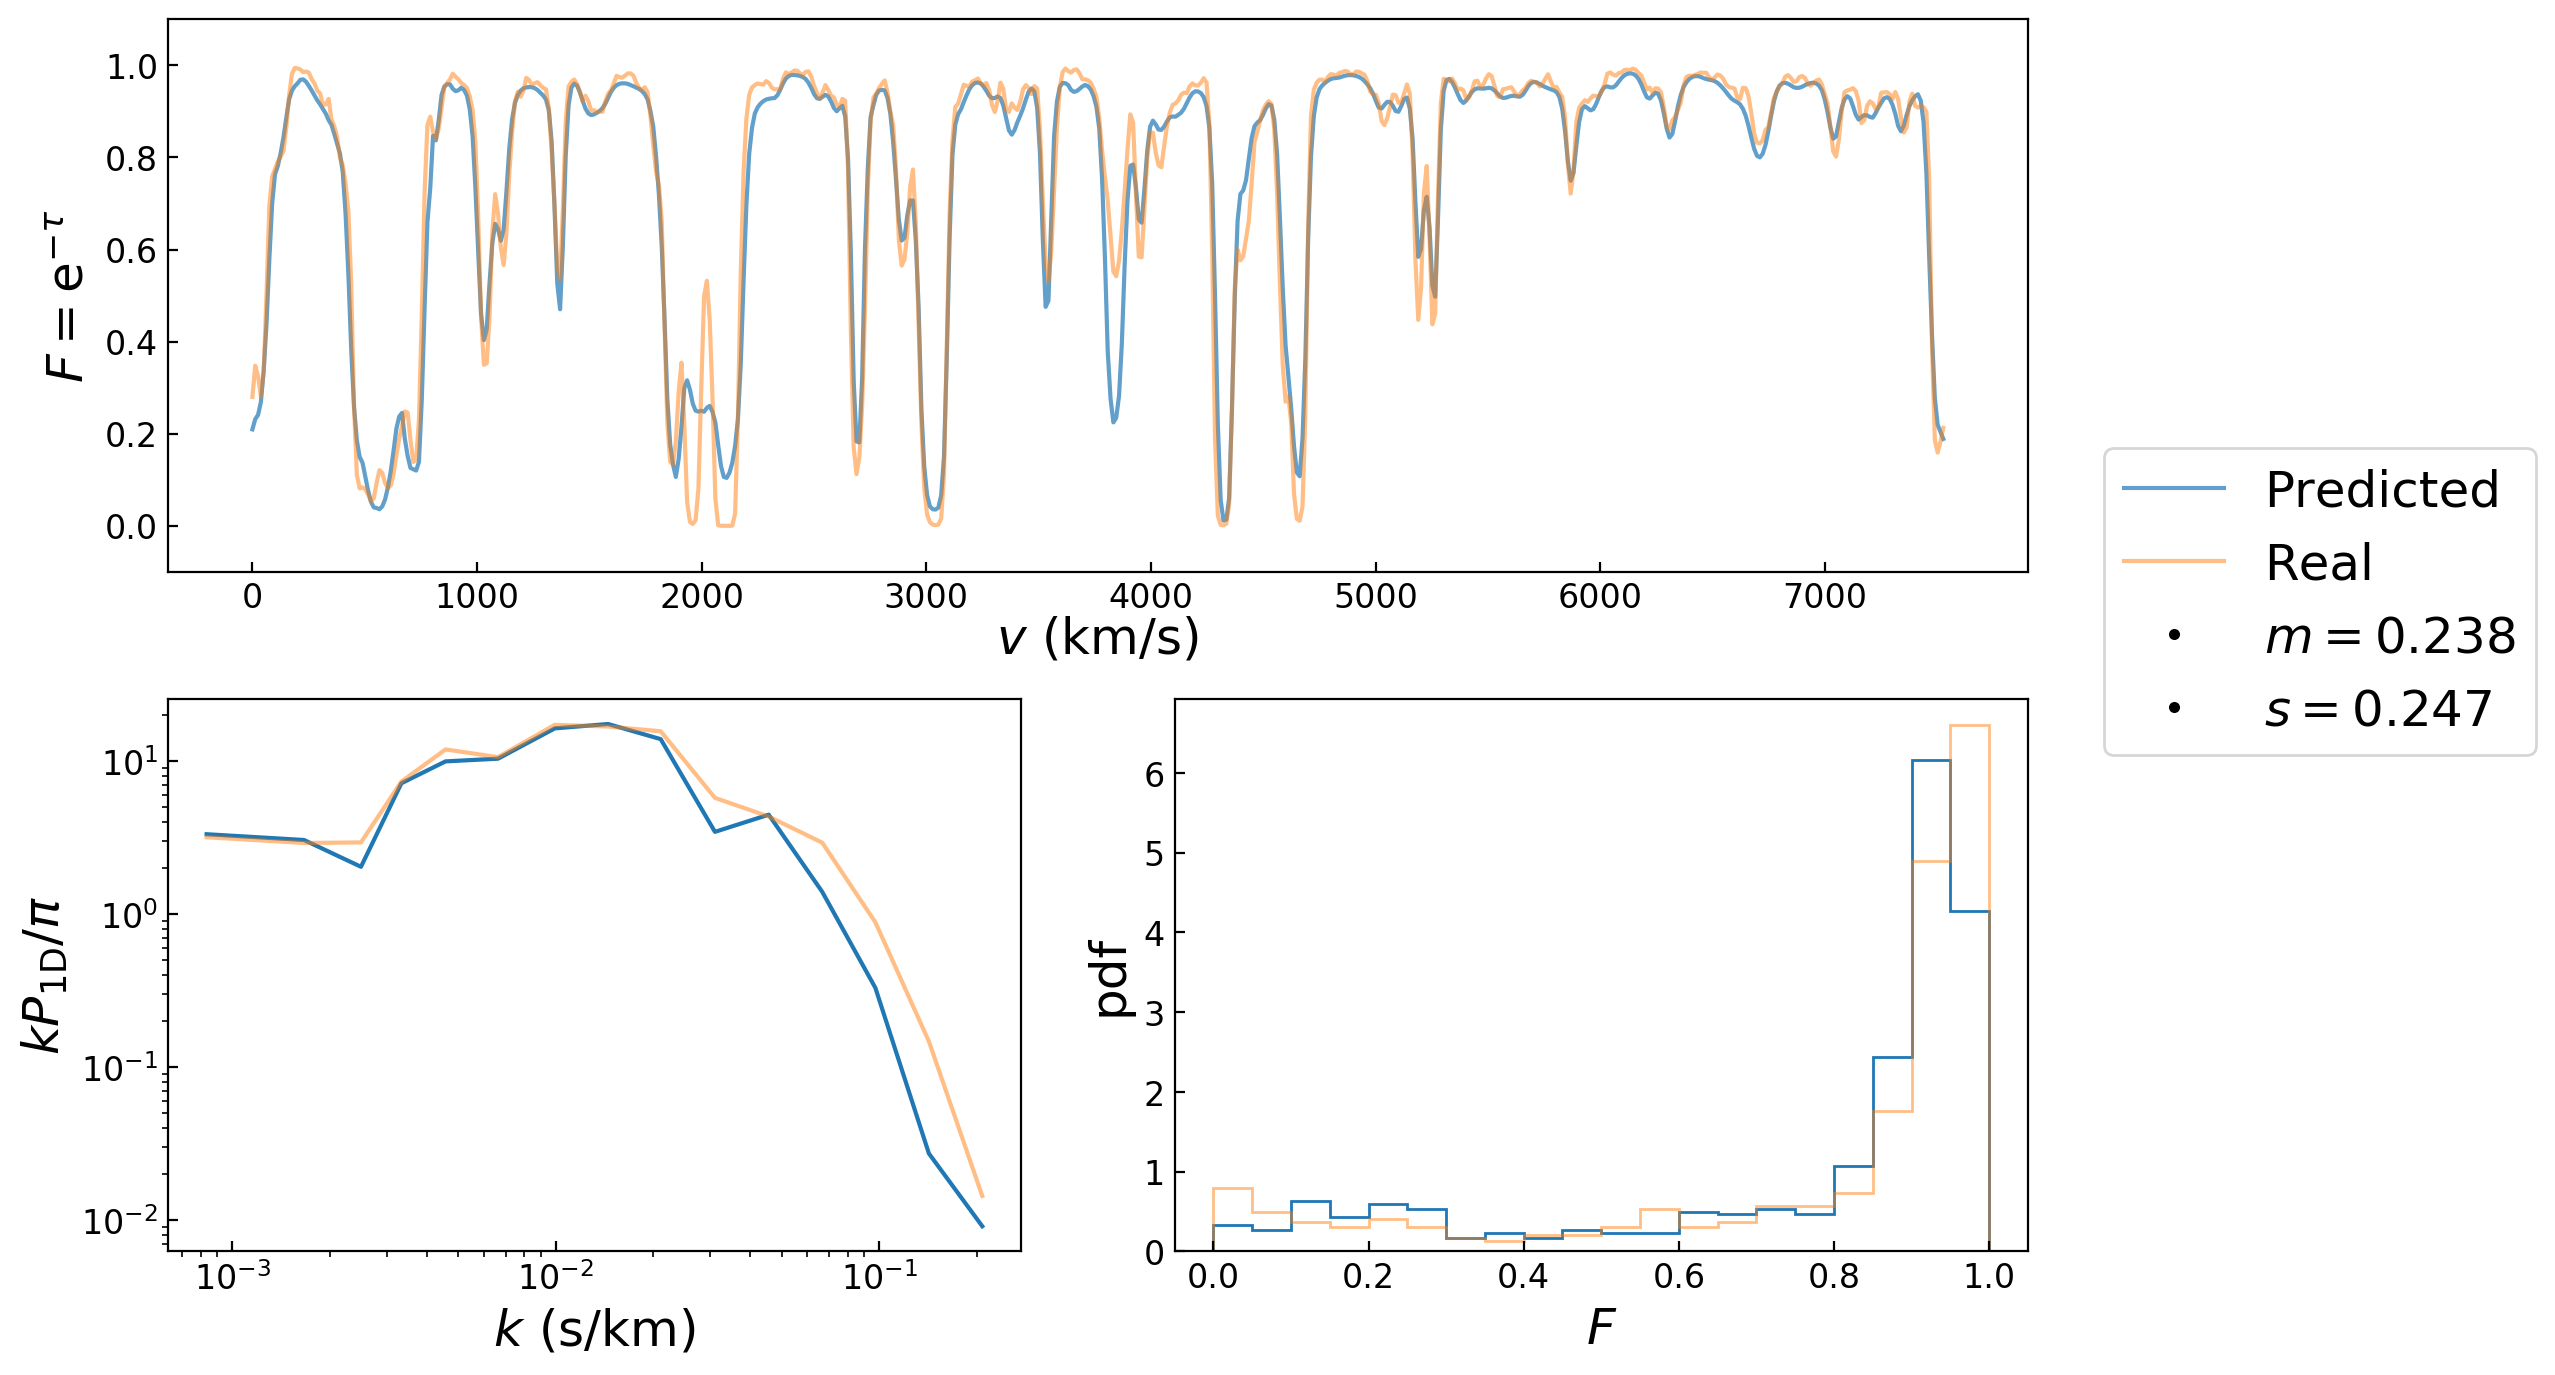 1.0
0.8
0.6
0.4
0.2
0.0
F = e^{-τ}
0 1000 2000 3000 4000 5000 6000 7000
v (km/s)
Predicted
Real
m = 0.238
s = 0.247
10^1
10^0
10^{-1}
10^{-2}
kP_{1D}/π
10^{-3} 10^{-2} 10^{-1}
k (s/km)
6
5
4
3
2
1
0
pdf
0.0 0.2 0.4 0.6 0.8 1.0
F